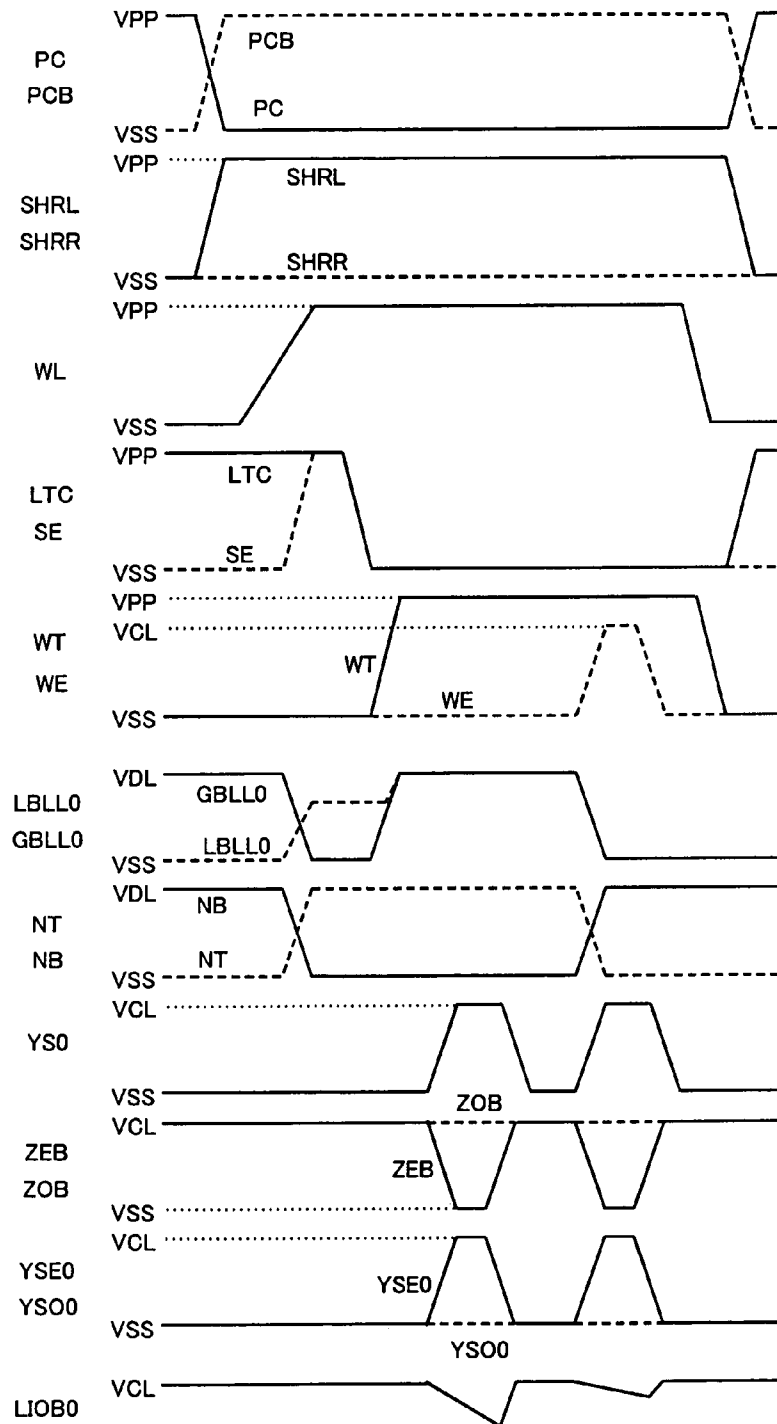 VPP
PC
PCB
PCB
PC
VSS
VPP
SHRL
SHRR
SHRL
SHRR
VSS
VPP
WL
VSS
VPP
LTC
SE
LTC
SE
VSS
VPP
VCL
WT
WE
WT
WE
VSS
VDL
LBLL0
GBLL0
GBLL0
LBLL0
VSS
VDL
NT
NB
NB
NT
VSS
VCL
YS0
VSS
ZOB
VCL
ZEB
ZOB
ZEB
VSS
VCL
YSE0
YSO0
YSE0
VSS
YSO0
VCL
LIOB0